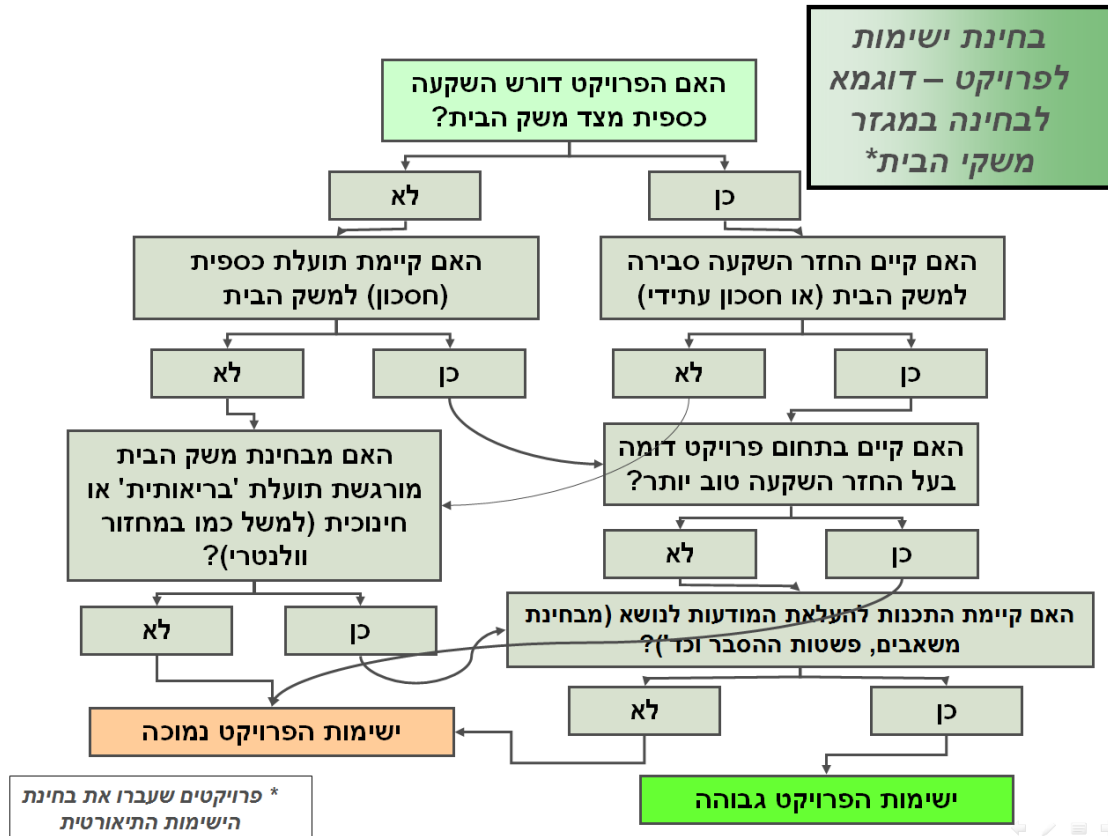 בחינת ישימות
לפרויקט – דוגמא
לבחינה במגזר
משקי הבית*
האם הפרויקט דורש השקעה
כספית מצד משק הבית?
לא
כן
האם קיימת תועלת כספית
(חסכון) למשק הבית
האם קיים החזר השקעה סבירה
למשק הבית (או חסכון עתידי)
לא
כן
לא
כן
האם מבחינת משק הבית
מורגשת תועלת 'בריאותית' או
חינוכית (למשל כמו במחזור
וולנטרי)?
האם קיים בתחום פרויקט דומה
בעל החזר השקעה טוב יותר?
לא
כן
לא
כן
האם קיימת התכנות להעלאת המודעות לנושא (מבחינת
משאבים, פשטות ההסבר וכד')?
לא
כן
ישימות הפרויקט נמוכה
ישימות הפרויקט גבוהה
* פרויקטים שעברו את בחינת
הישימות התיאורטית